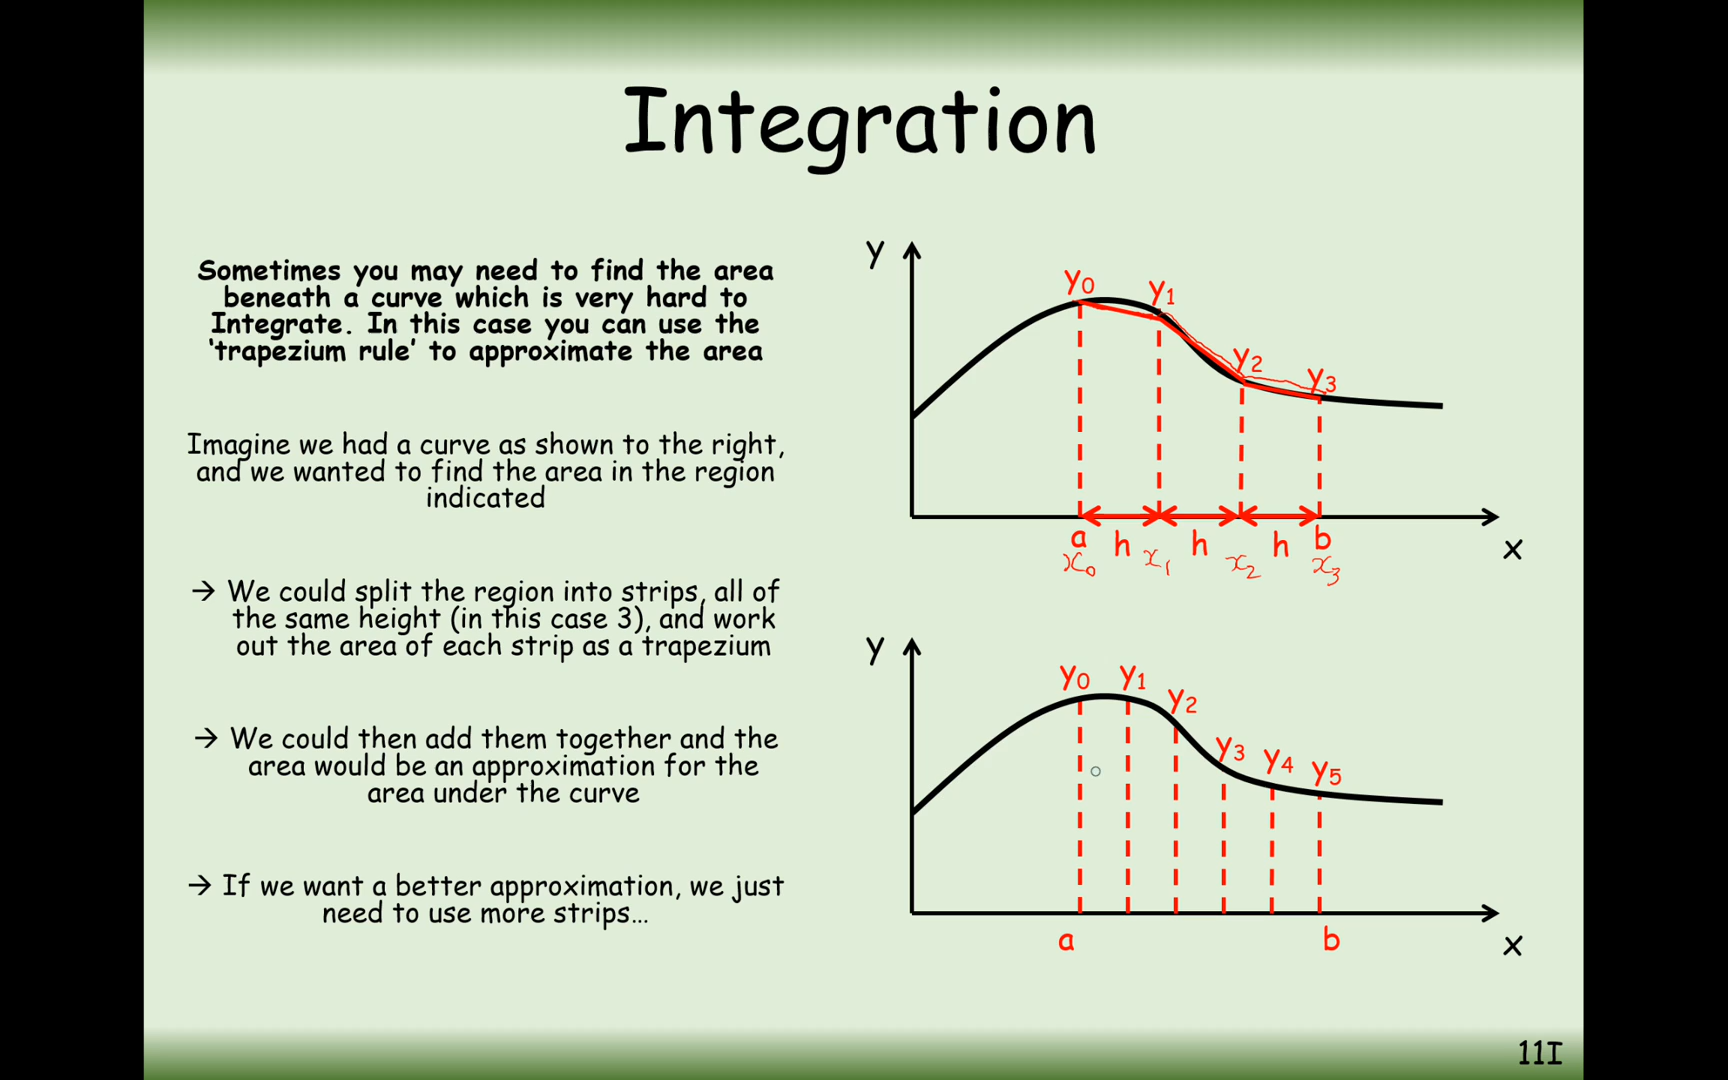 Integration
Sometimes you may need to find the area
beneath a curve which is very hard to
Integrate. In this case you can use the
‘trapezium rule’ to approximate the area
Imagine we had a curve as shown to the right,
and we wanted to find the area in the region
indicated
→ We could split the region into strips, all of
the same height (in this case 3), and work
out the area of each strip as a trapezium
→ We could then add them together and the
area would be an approximation for the
area under the curve
→ If we want a better approximation, we just
need to use more strips…
y
y0 y1 y2 y3
a h h h b
x0 x1 x2 x3
x
y
y0 y1 y2 y3 y4 y5
a b
x
11I